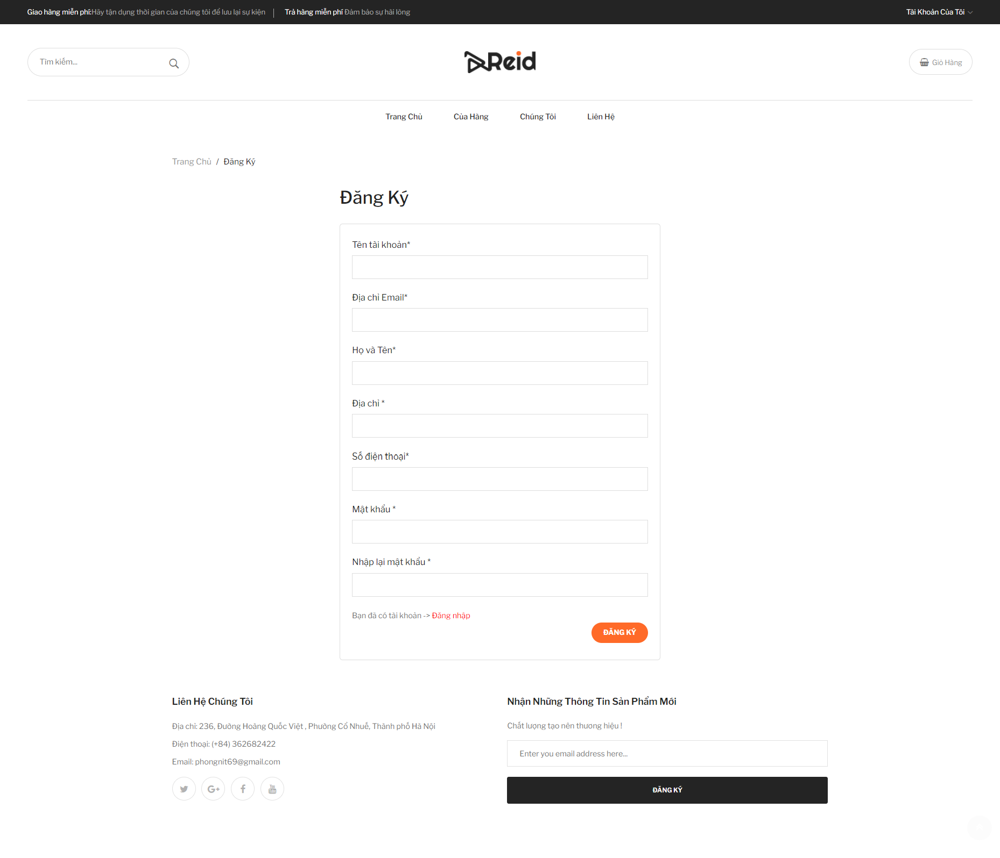 Giao hàng miễn phí:Hãy tận dụng thời gian của chúng tôi để lưu lại sự kiện
Trả hàng miễn phí Đảm bảo sự hài lòng
Tài Khoản Của Tôi
Tìm kiếm...
Reid
Giỏ Hàng
Trang Chủ
Cửa Hàng
Chúng Tôi
Liên Hệ
Trang Chủ / Đăng Ký
Đăng Ký
Tên tài khoản*
Địa chỉ Email*
Họ và Tên*
Địa chỉ *
Số điện thoại*
Mật khẩu *
Nhập lại mật khẩu *
Bạn đã có tài khoản -> Đăng nhập
ĐĂNG KÝ
Liên Hệ Chúng Tôi
Địa chỉ: 236, Đường Hoàng Quốc Việt , Phường Cổ Nhuế, Thành phố Hà Nội
Điện thoại: (+84) 362682422
Email: phongnit69@gmail.com
Nhận Những Thông Tin Sản Phẩm Mới
Chất lượng tạo nên thương hiệu !
Enter you email address here...
ĐĂNG KÝ